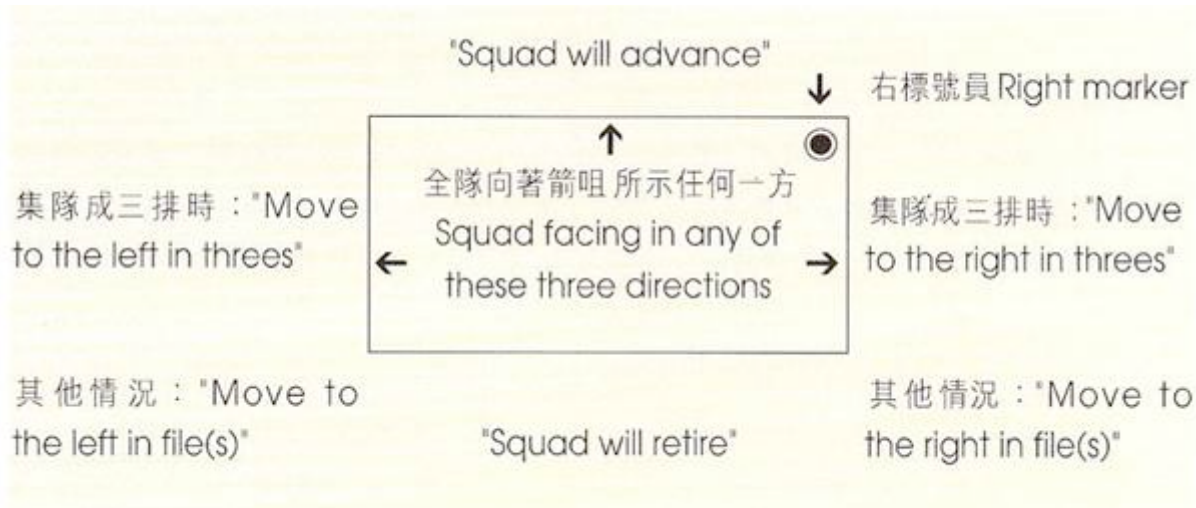 "Squad will advance"
右標號員 Right marker
全隊向著箭咀所示任何一方
Squad facing in any of
these three directions
集隊成三排時："Move
to the left in threes"
集隊成三排時："Move
to the right in threes"
其他情況："Move to
the left in file(s)"
"Squad will retire"
其他情況："Move to
the right in file(s)"